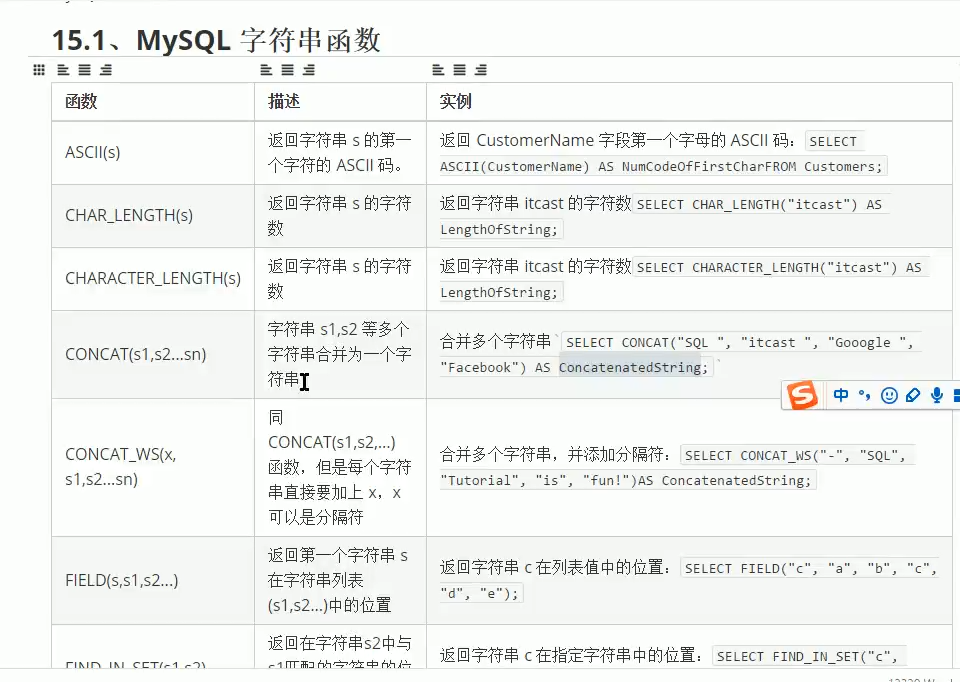 15.1、MySQL 字符串函数
函数 描述 实例
ASCII(s)
返回字符串 s 的第一
个字符的 ASCII 码。
返回 CustomerName 字段第一个字母的 ASCII 码： SELECT
ASCII(CustomerName) AS NumCodeOfFirstCharFROM Customers;
CHAR_LENGTH(s)
返回字符串 s 的字符
数
返回字符串 itcast 的字符数 SELECT CHAR_LENGTH("itcast") AS
LengthOfString;
CHARACTER_LENGTH(s)
返回字符串 s 的字符
数
返回字符串 itcast 的字符数 SELECT CHARACTER_LENGTH("itcast") AS
LengthOfString;
CONCAT(s1,s2...sn)
字符串 s1,s2 等多个
字符串合并为一个字
符串
合并多个字符串`SELECT CONCAT("SQL ", "itcast ", "Gooogle ",
"Facebook") AS ConcatenatedString;`
中
CONCAT_WS(x,
s1,s2...sn)
同
CONCAT(s1,s2,...)
函数，但是每个字符
串直接要加上 x，x
可以是分隔符
合并多个字符串，并添加分隔符： SELECT CONCAT_WS("-", "SQL",
"Tutorial", "is", "fun!")AS ConcatenatedString;
FIELD(s,s1,s2...)
返回第一个字符串 s
在字符串列表
(s1,s2...)中的位置
返回字符串 c 在列表值中的位置： SELECT FIELD("c", "a", "b", "c",
"d", "e");
FIND_IN_SET(s1,s2)
返回在字符串s2中与
s1匹配的字符串的位
返回字符串 c 在指定字符串中的位置： SELECT FIND_IN_SET("c",